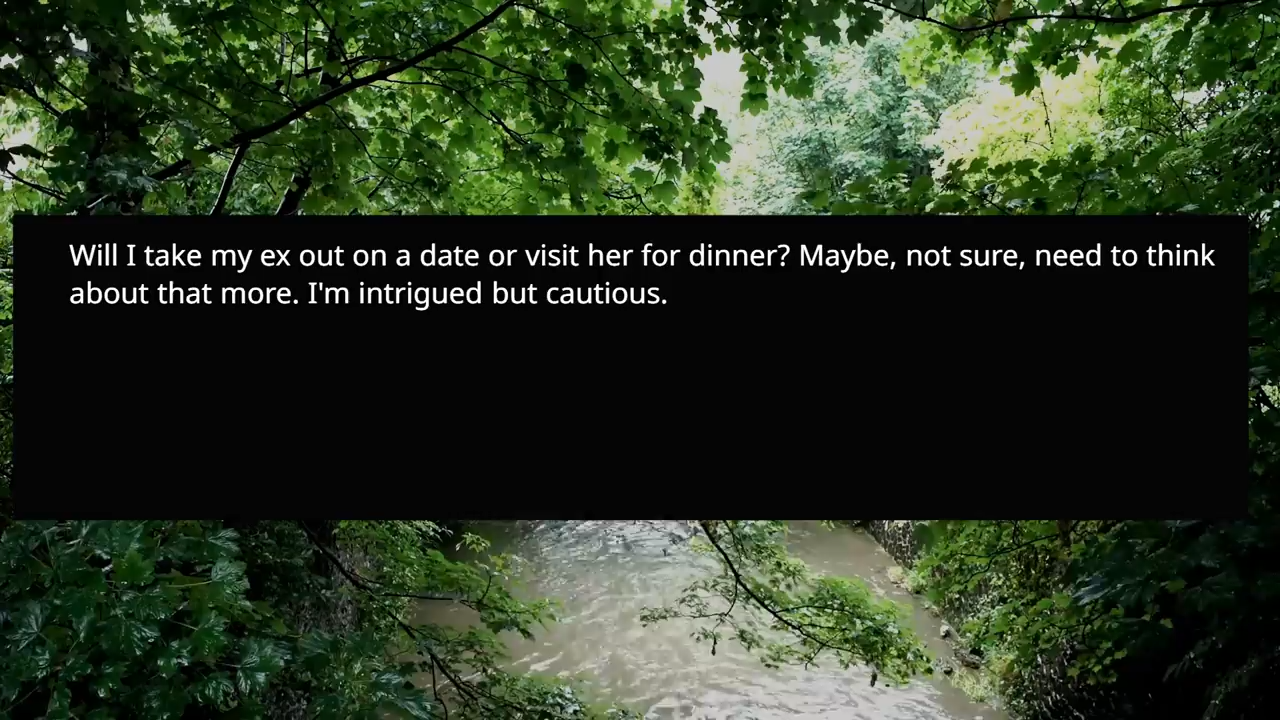 Will I take my ex out on a date or visit her for dinner? Maybe, not sure, need to think
about that more. I'm intrigued but cautious.